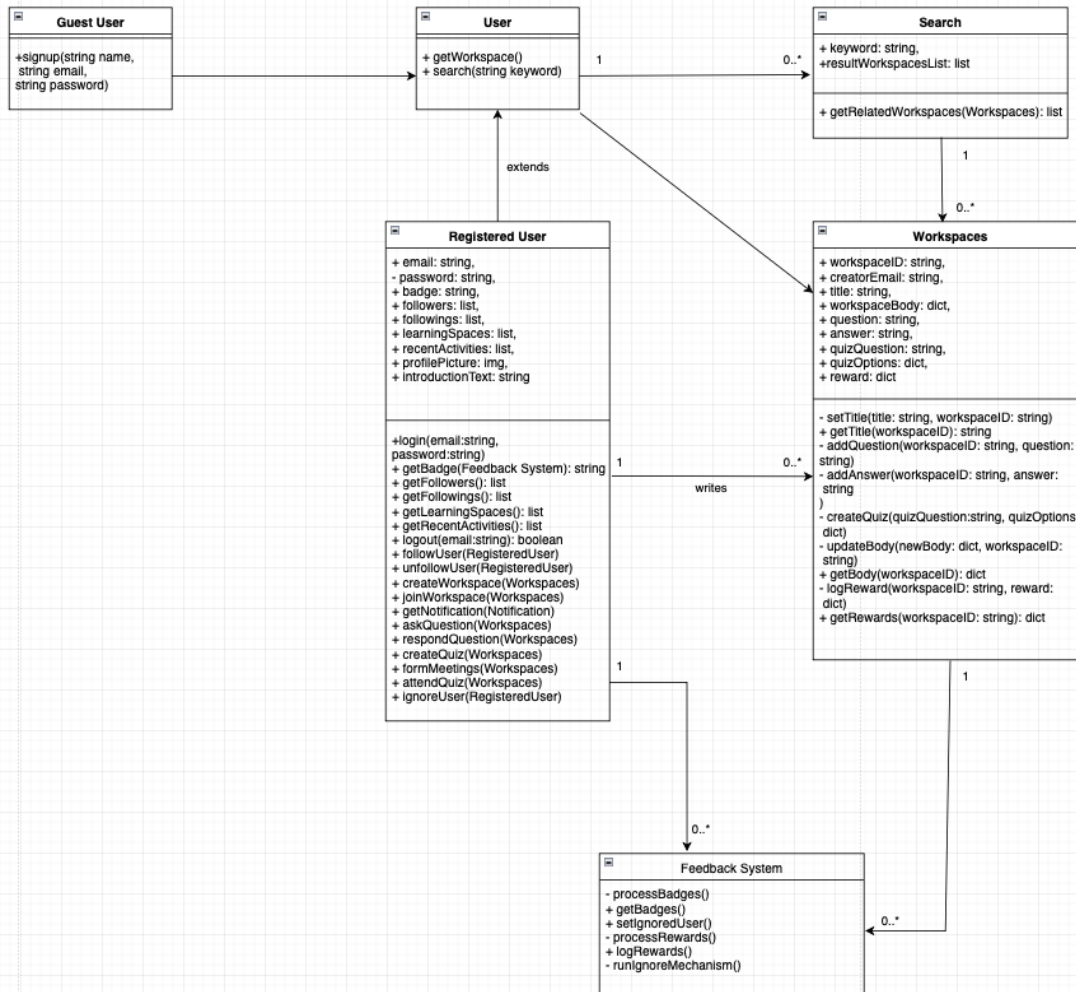 Guest User
+signup(string name,
string email,
string password)
User
+ getWorkspace()
+ search(string keyword)
1
0..*
Search
+ keyword: string,
+resultWorkspacesList: list
+ getRelatedWorkspaces(Workspaces): list
1
0..*
extends
Registered User
+ email: string,
- password: string,
+ badge: string,
+ followers: list,
+ followings: list,
+ learningSpaces: list,
+ recentActivities: list,
+ profilePicture: img,
+ introductionText: string
+login(email:string,
password:string)
+ getBadge(Feedback System): string
+ getFollowers(): list
+ getFollowings(): list
+ getLearningSpaces(): list
+ getRecentActivities(): list
+ logout(email:string): boolean
+ followUser(RegisteredUser)
+ unfollowUser(RegisteredUser)
+ createWorkspace(Workspaces)
+ joinWorkspace(Workspaces)
+ getNotification(Notification)
+ askQuestion(Workspaces)
+ respondQuestion(Workspaces)
+ createQuiz(Workspaces)
+ formMeetings(Workspaces)
+ attendQuiz(Workspaces)
+ ignoreUser(RegisteredUser)
1
0..*
writes
Workspaces
+ workspaceID: string,
+ creatorEmail: string,
+ title: string,
+ workspaceBody: dict,
+ question: string,
+ answer: string,
+ quizQuestion: string,
+ quizOptions: dict,
+ reward: dict
- setTitle(title: string, workspaceID: string)
+ getTitle(workspaceID): string
- addQuestion(workspaceID: string, question:
string)
- addAnswer(workspaceID: string, answer:
string
)
- createQuiz(quizQuestion:string, quizOptions
dict)
- updateBody(newBody: dict, workspaceID:
string)
+ getBody(workspaceID): dict
- logReward(workspaceID: string, reward:
dict)
+ getRewards(workspaceID: string): dict
1
0..*
1
0..*
Feedback System
- processBadges()
+ getBadges()
+ setIgnoredUser()
- processRewards()
+ logRewards()
- runIgnoreMechanism()